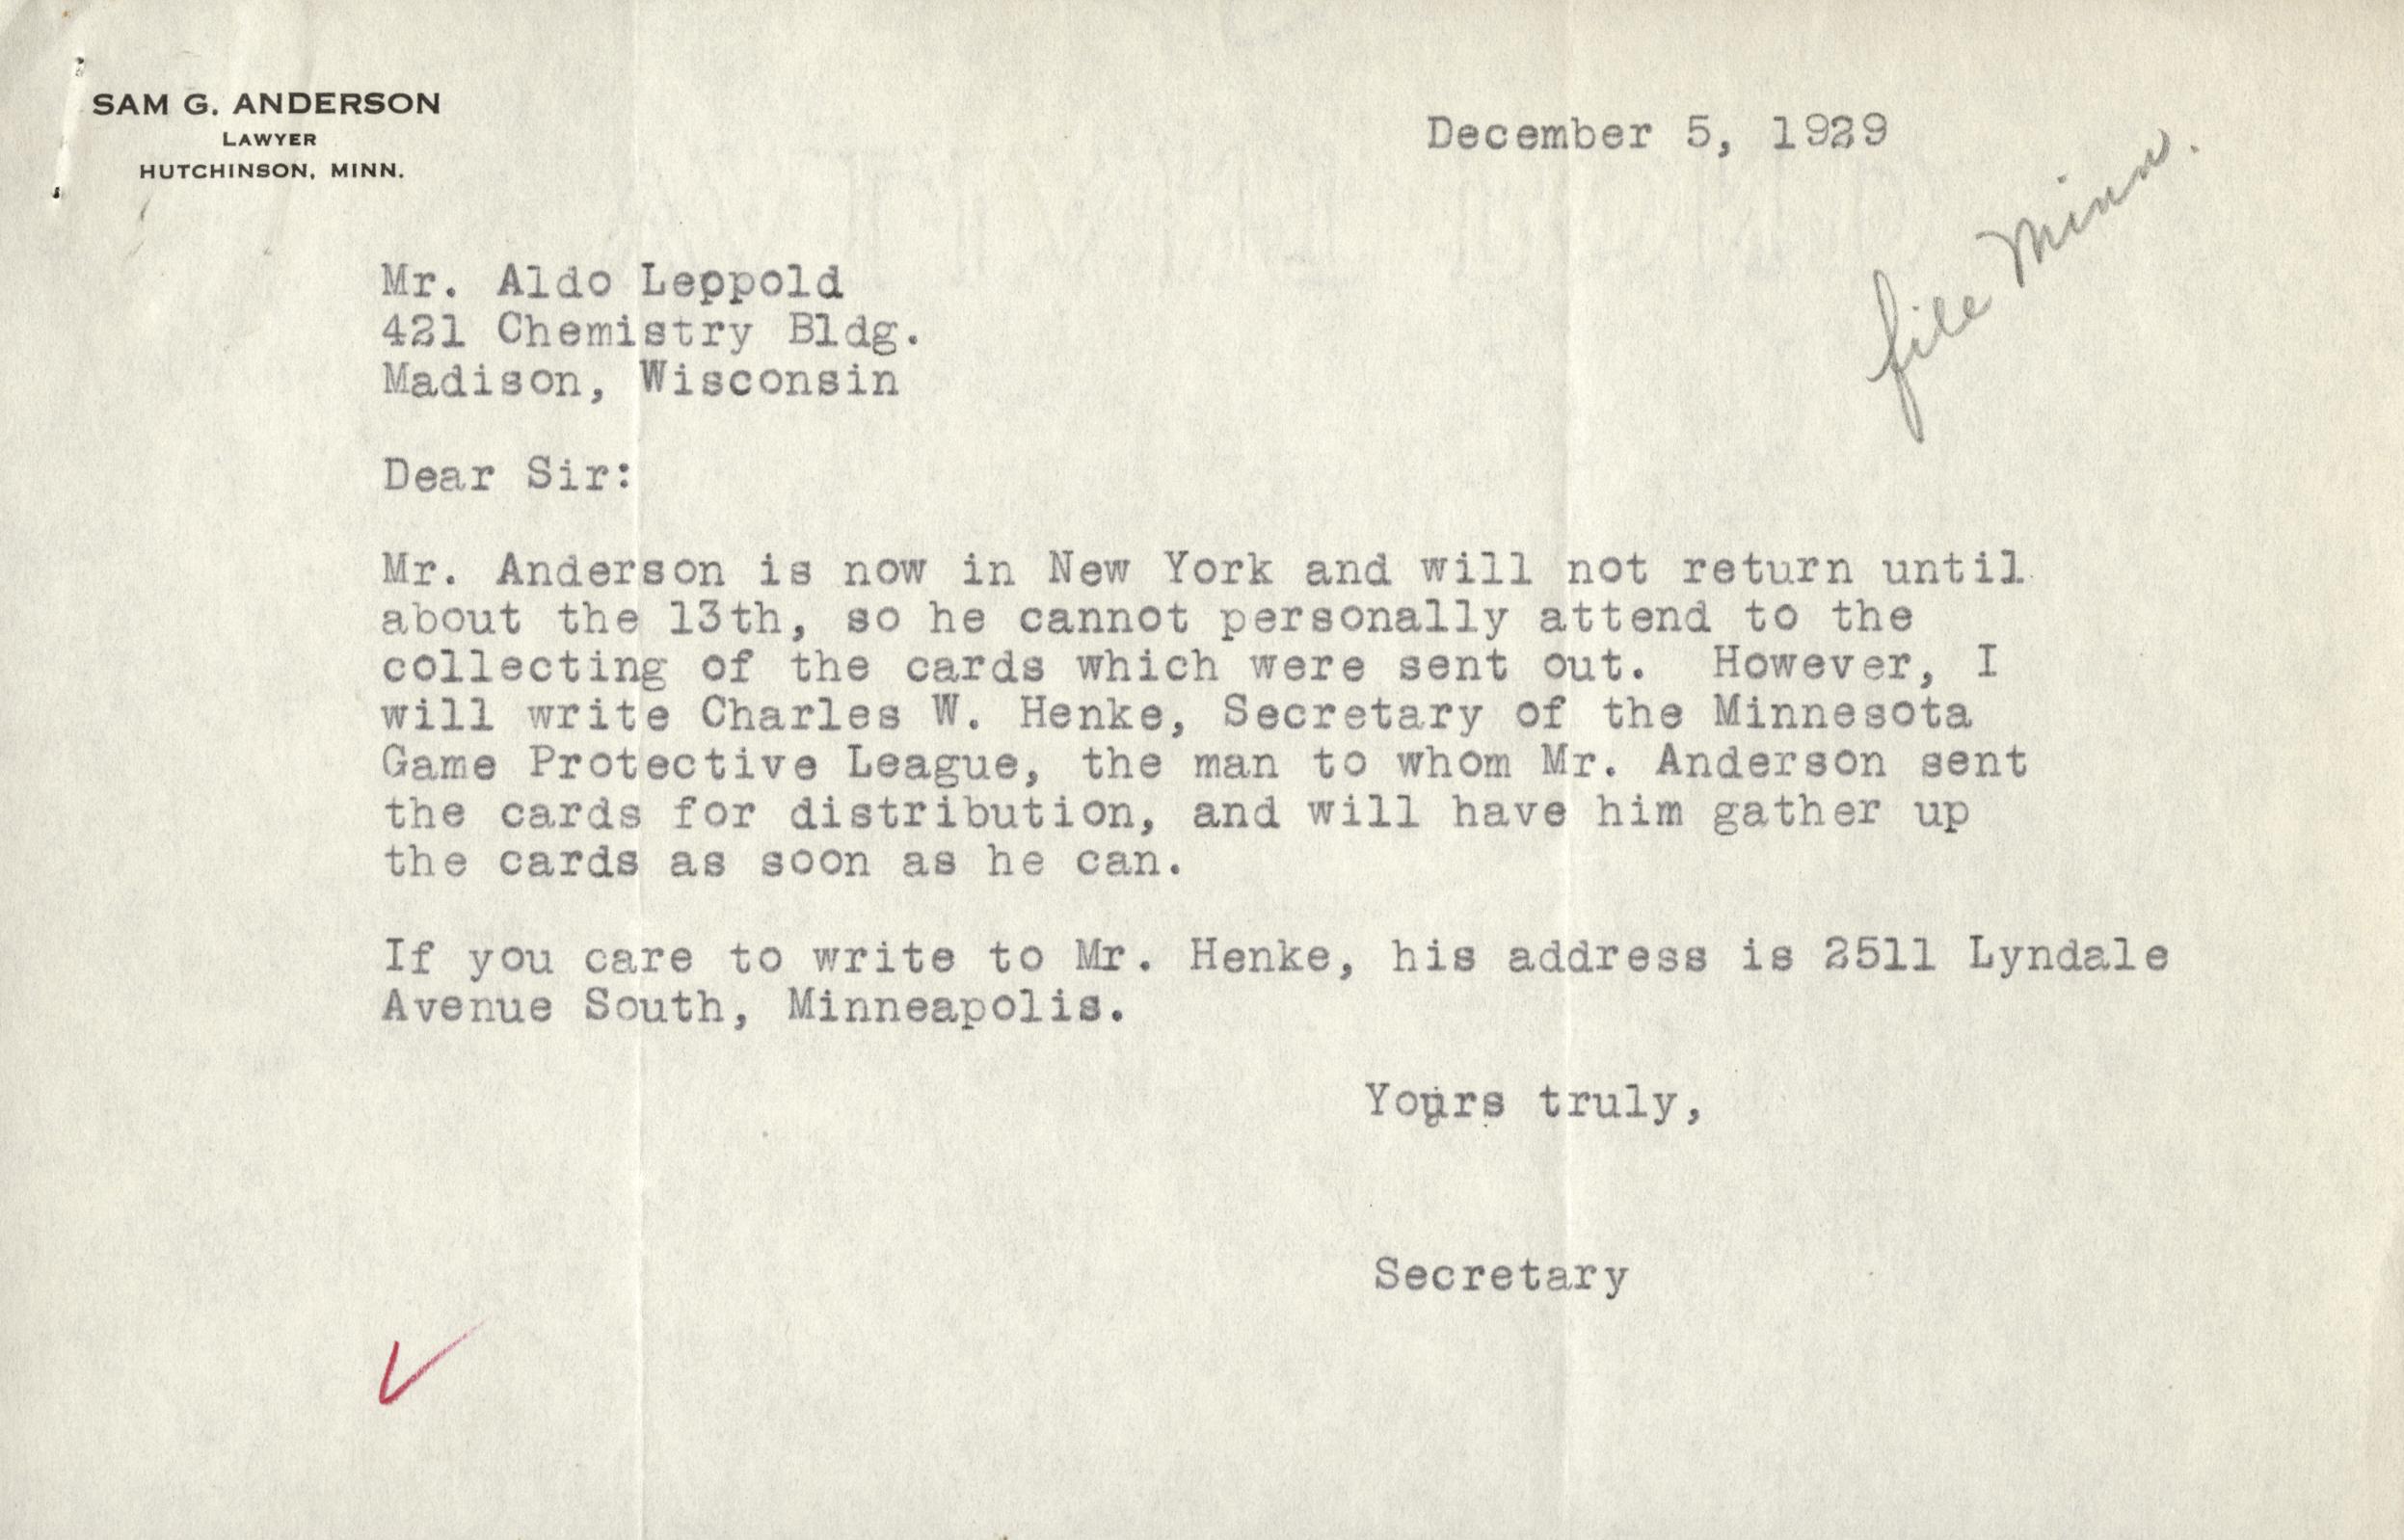 SAM G. ANDERSON
LAWYER
HUTCHINSON, MINN.
December 5, 1929
file Minn.
Mr. Aldo Leopold
421 Chemistry Bldg.
Madison, Wisconsin
Dear Sir:
Mr. Anderson is now in New York and will not return until
about the 13th, so he cannot personally attend to the
collecting of the cards which were sent out. However, I
will write Charles W. Henke, Secretary of the Minnesota
Game Protective League, the man to whom Mr. Anderson sent
the cards for distribution, and will have him gather up
the cards as soon as he can.
If you care to write to Mr. Henke, his address is 2511 Lyndale
Avenue South, Minneapolis.
Yours truly,
Secretary